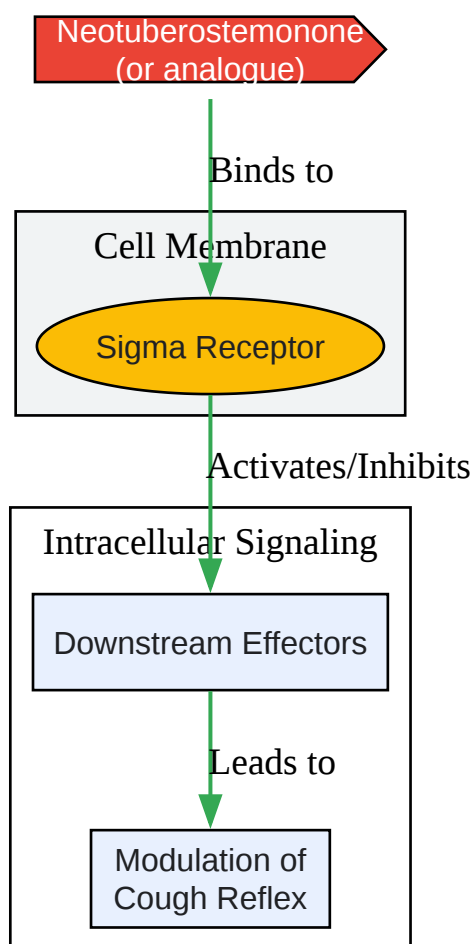 Neotuberostemonone
(or analogue)
Binds to
Cell Membrane
Sigma Receptor
Activates/Inhibits
Intracellular Signaling
Downstream Effectors
Leads to
Modulation of
Cough Reflex